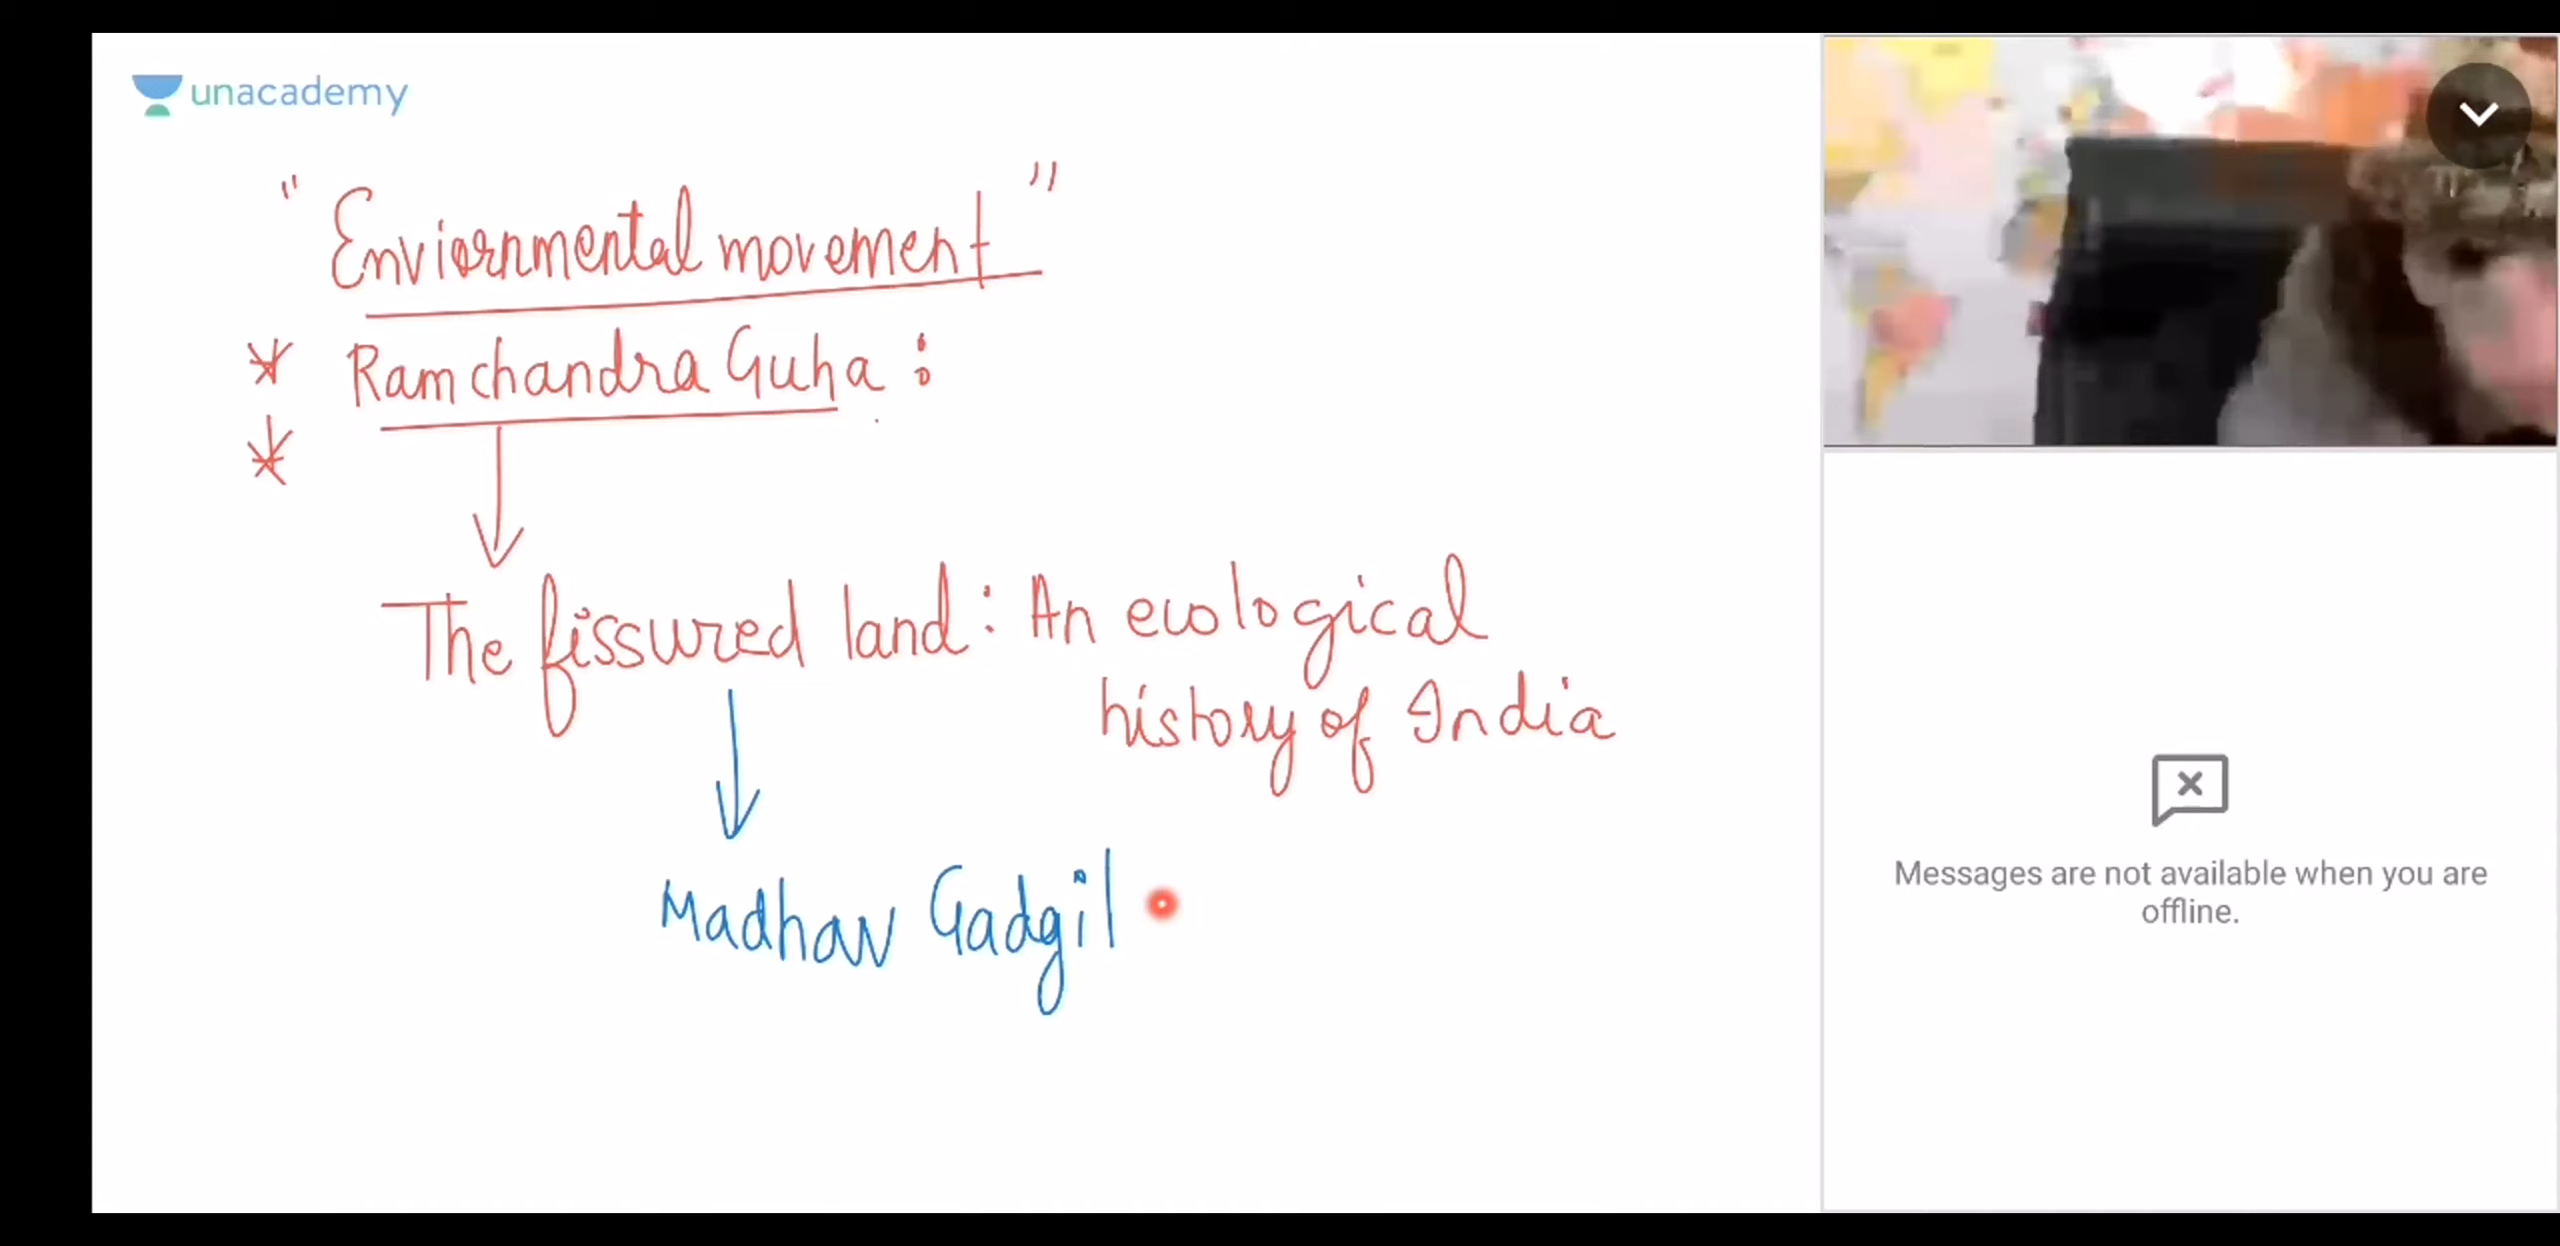 unacademy
" Enviornmental movement "
* Ramchandra Guha :
*
The fissured land : An ecological
history of India
Madhav Gadgil
Messages are not available when you are
offline.